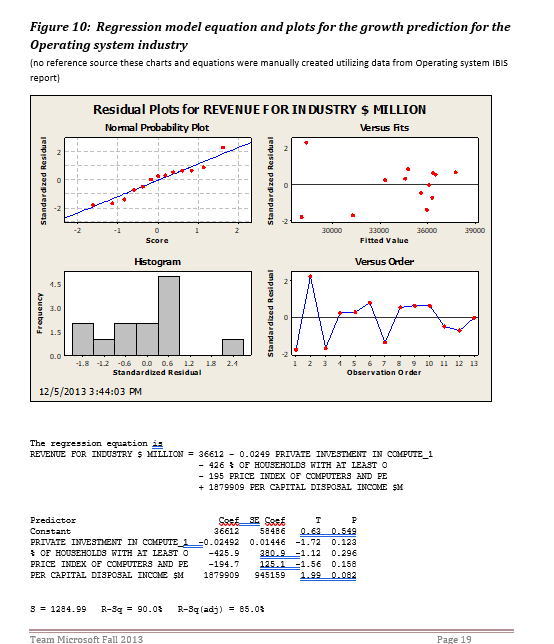 Figure 10: Regression model equation and plots for the growth prediction for the
Operating system industry
(no reference source these charts and equations were manually created utilizing data from Operating system IBIS
report)
Residual Plots for REVENUE FOR INDUSTRY $ MILLION
Normal Probability Plot
Versus Fits
Standardized Residual
2
0
-2
-2 -1 0 1 2
Score
Standardized Residual
2
0
-2
30000 33000 36000 39000
Fitted Value
Histogram
Versus Order
Frequency
4.5
3.0
1.5
0.0
-1.8 -1.2 -0.6 0.0 0.6 1.2 1.8 2.4
Standardized Residual
Standardized Residual
2
0
-2
1 2 3 4 5 6 7 8 9 10 11 12 13
Observation Order
12/5/2013 3:44:03 PM
The regression equation is
REVENUE FOR INDUSTRY $ MILLION = 36612 - 0.0249 PRIVATE INVESTMENT IN COMPUTE_1
- 426 % OF HOUSEHOLDS WITH AT LEAST O
- 195 PRICE INDEX OF COMPUTERS AND PE
+ 1879909 PER CAPITAL DISPOSAL INCOME $M
Predictor Coef SE Coef T P
Constant 36612 58486 0.63 0.549
PRIVATE INVESTMENT IN COMPUTE_1 -0.02492 0.01446 -1.72 0.123
% OF HOUSEHOLDS WITH AT LEAST O -425.9 380.9 -1.12 0.296
PRICE INDEX OF COMPUTERS AND PE -194.7 125.1 -1.56 0.158
PER CAPITAL DISPOSAL INCOME $M 1879909 945159 1.99 0.082
S = 1284.99 R-Sq = 90.0% R-Sq(adj) = 85.0%
Team Microsoft Fall 2013 Page 19